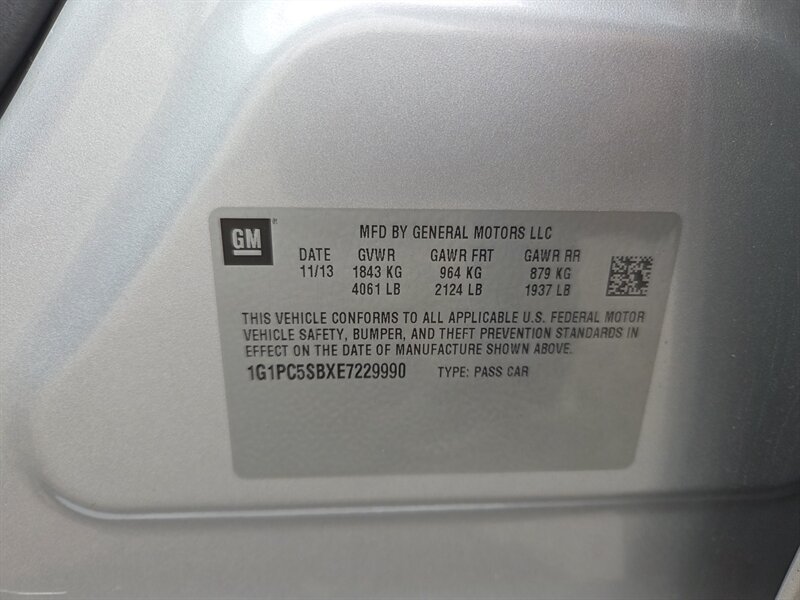 GM
MFD BY GENERAL MOTORS LLC
DATE GVWR GAWR FRT GAWR RR
11/13 1843 KG 964 KG 879 KG
4061 LB 2124 LB 1937 LB
THIS VEHICLE CONFORMS TO ALL APPLICABLE U.S. FEDERAL MOTOR
VEHICLE SAFETY, BUMPER, AND THEFT PREVENTION STANDARDS IN
EFFECT ON THE DATE OF MANUFACTURE SHOWN ABOVE.
1G1PC5SBXE7229990 TYPE: PASS CAR